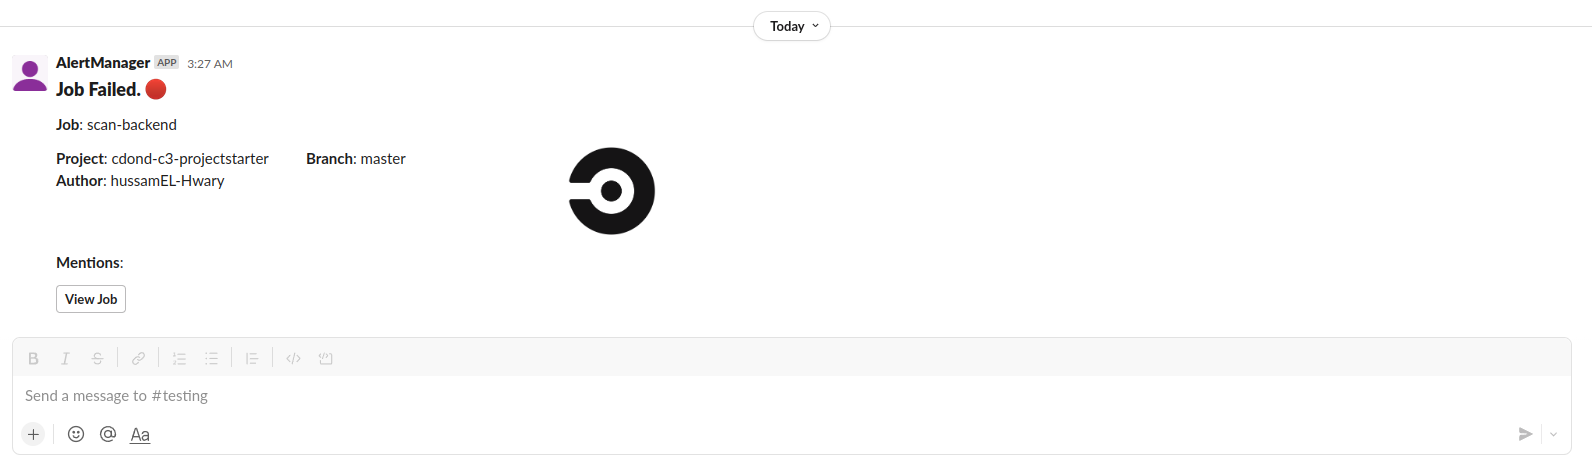 Today
AlertManager APP 3:27 AM
Job Failed.
Job: scan-backend
Project: cdond-c3-projectstarter Branch: master
Author: hussamEL-Hwary
Mentions:
View Job
B I S
Send a message to #testing
Aa